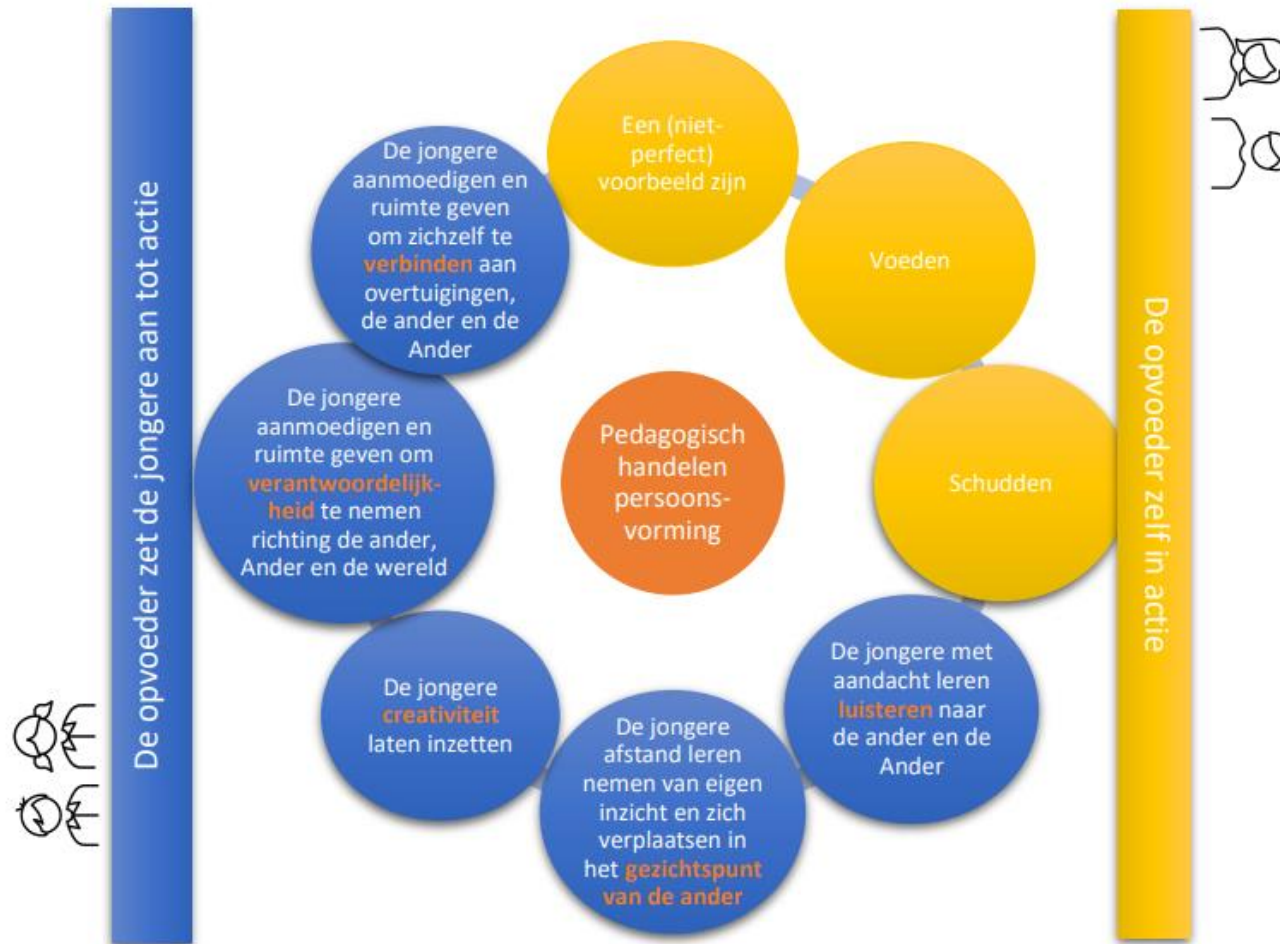 De opvoeder zet de jongere aan tot actie
Een (niet-
perfect)
voorbeeld zijn
Voeden
Schudden
De jongere met
aandacht leren
luisteren naar
de ander en de
Ander
De jongere
afstand leren
nemen van eigen
inzicht en zich
verplaatsen in
het gezichtspunt
van de ander
De jongere
creativiteit
laten inzetten
De jongere
aanmoedigen en
ruimte geven om
verantwoordelijk-
heid te nemen
richting de ander,
Ander en de wereld
De jongere
aanmoedigen en
ruimte geven
om zichzelf te
verbinden aan
overtuigingen,
de ander en de
Ander
Pedagogisch
handelen
persoons-
vorming
De opvoeder zelf in actie